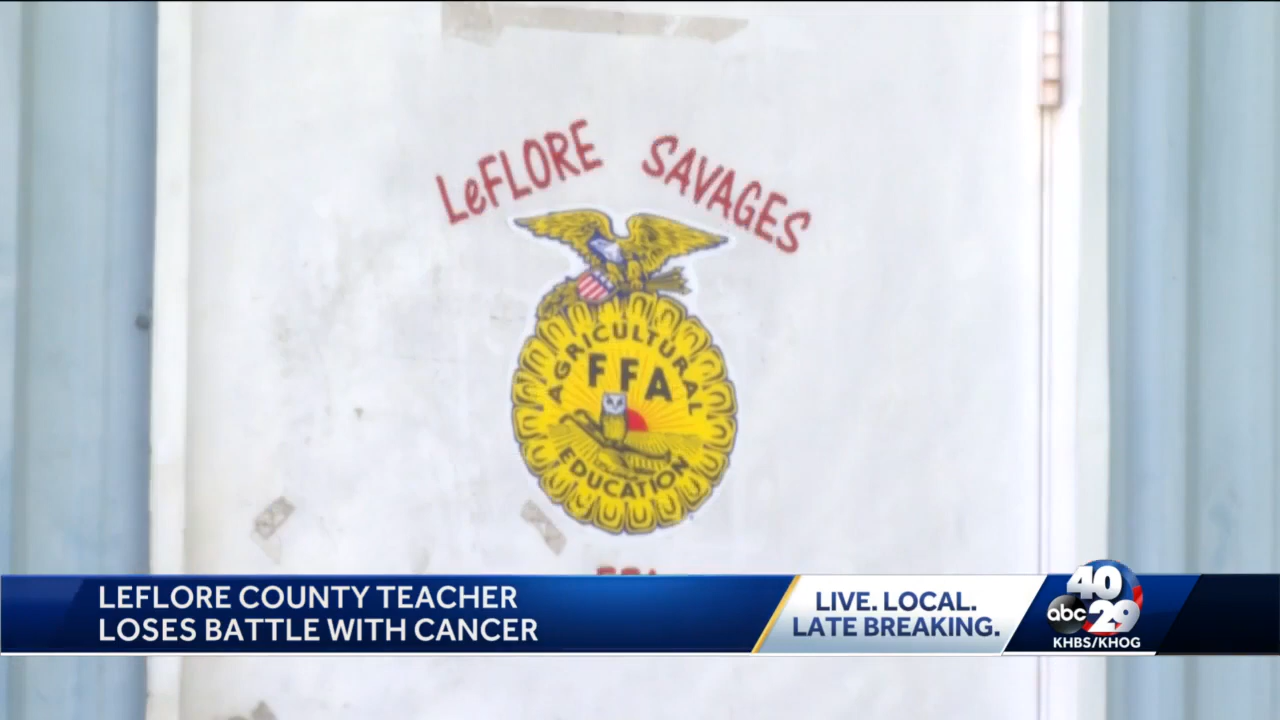 LeFLORE SAVAGES
AGRICULTURAL
FFA
EDUCATION
LEFLORE COUNTY TEACHER
LOSES BATTLE WITH CANCER
LIVE. LOCAL.
LATE BREAKING.
40
abc 29
KHBS/KHOG